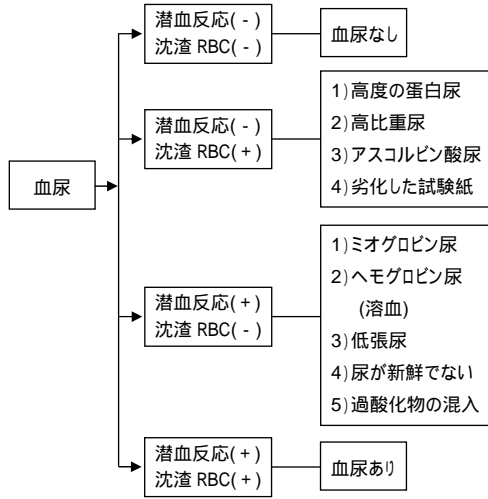 潜血反応(-)
沈渣 RBC(-)
血尿なし
潜血反応(-)
沈渣 RBC(+)
1)高度の蛋白尿
2)高比重尿
3)アスコルビン酸尿
4)劣化した試験紙
血尿
潜血反応(+)
沈渣 RBC(-)
1)ミオグロビン尿
2)ヘモグロビン尿
(溶血)
3)低張尿
4)尿が新鮮でない
5)過酸化物の混入
潜血反応(+)
沈渣 RBC(+)
血尿あり